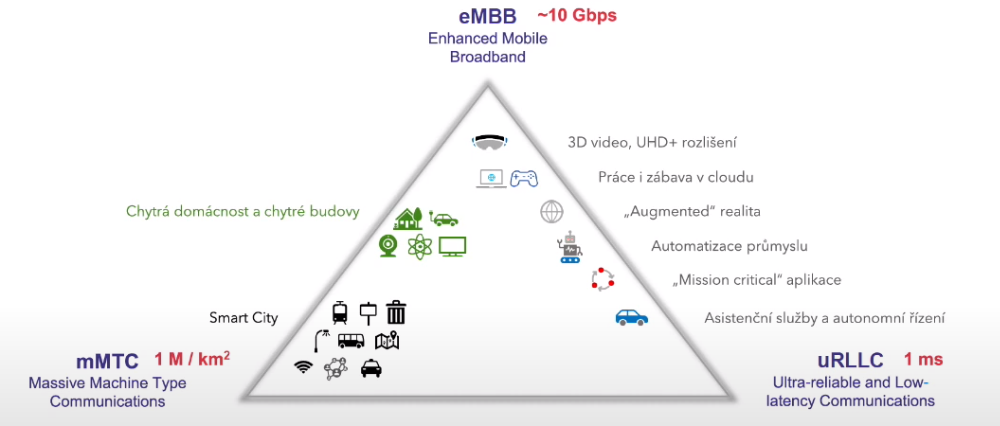 eMBB ~10 Gbps
Enhanced Mobile
Broadband
3D video, UHD+ rozlišení
Práce i zábava v cloudu
Chytrá domácnost a chytré budovy
„Augmented“ realita
Automatizace průmyslu
„Mission critical“ aplikace
Smart City
Asistenční služby a autonomní řízení
mMTC 1 M / km²
Massive Machine Type
Communications
uRLLC 1 ms
Ultra-reliable and Low-
latency Communications